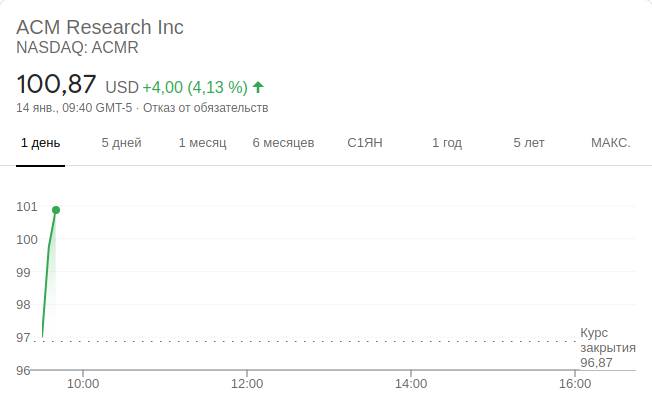 ACM Research Inc
NASDAQ: ACMR
100,87 USD +4,00 (4,13 %)
14 янв., 09:40 GMT-5 · Отказ от обязательств
1 день 5 дней 1 месяц 6 месяцев С1ЯН 1 год 5 лет МАКС.
101
100
99
98
97
96
Курс
закрытия
96,87
10:00 12:00 14:00 16:00